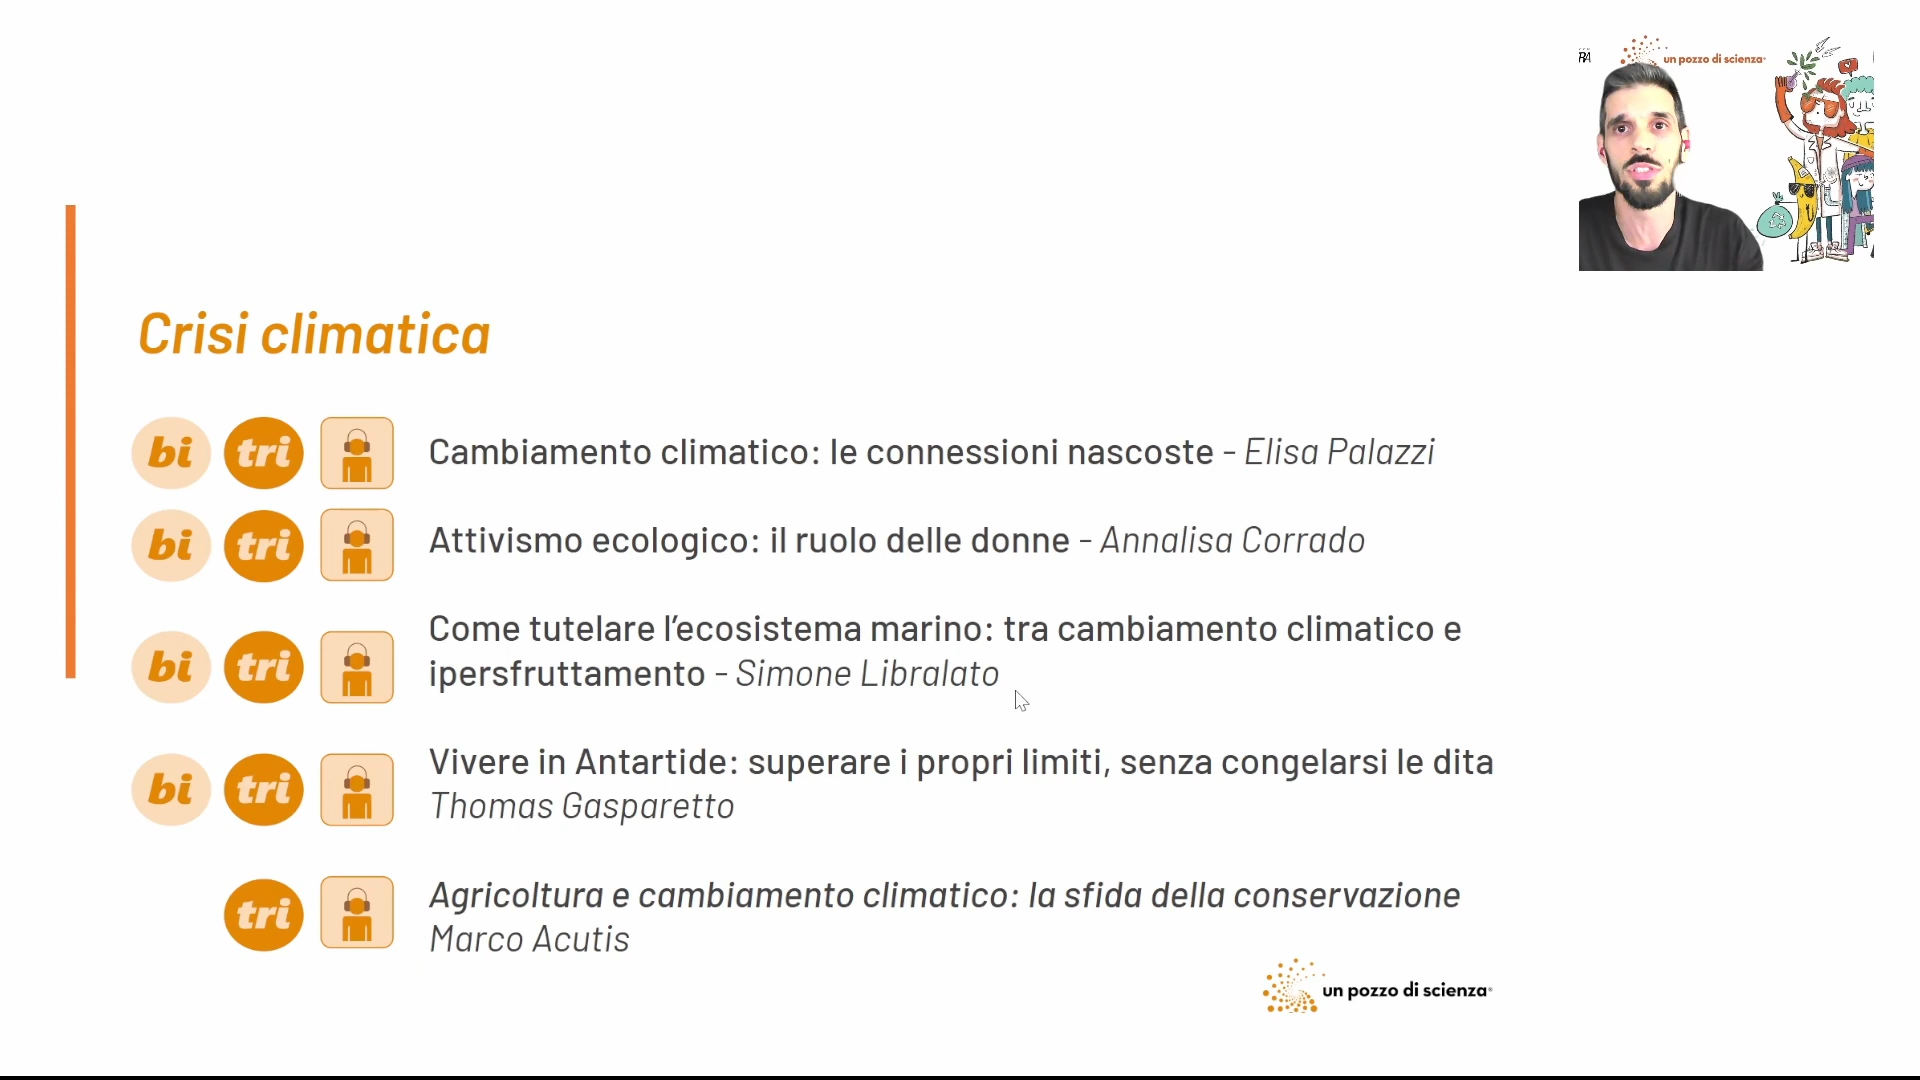 RA
un pozzo di scienza
Crisi climatica
bi tri Cambiamento climatico: le connessioni nascoste - Elisa Palazzi
bi tri Attivismo ecologico: il ruolo delle donne - Annalisa Corrado
Come tutelare l'ecosistema marino: tra cambiamento climatico e
bi tri ipersfruttamento - Simone Libralato
Vivere in Antartide: superare i propri limiti, senza congelarsi le dita
bi tri Thomas Gasparetto
Agricoltura e cambiamento climatico: la sfida della conservazione
tri Marco Acutis
un pozzo di scienza